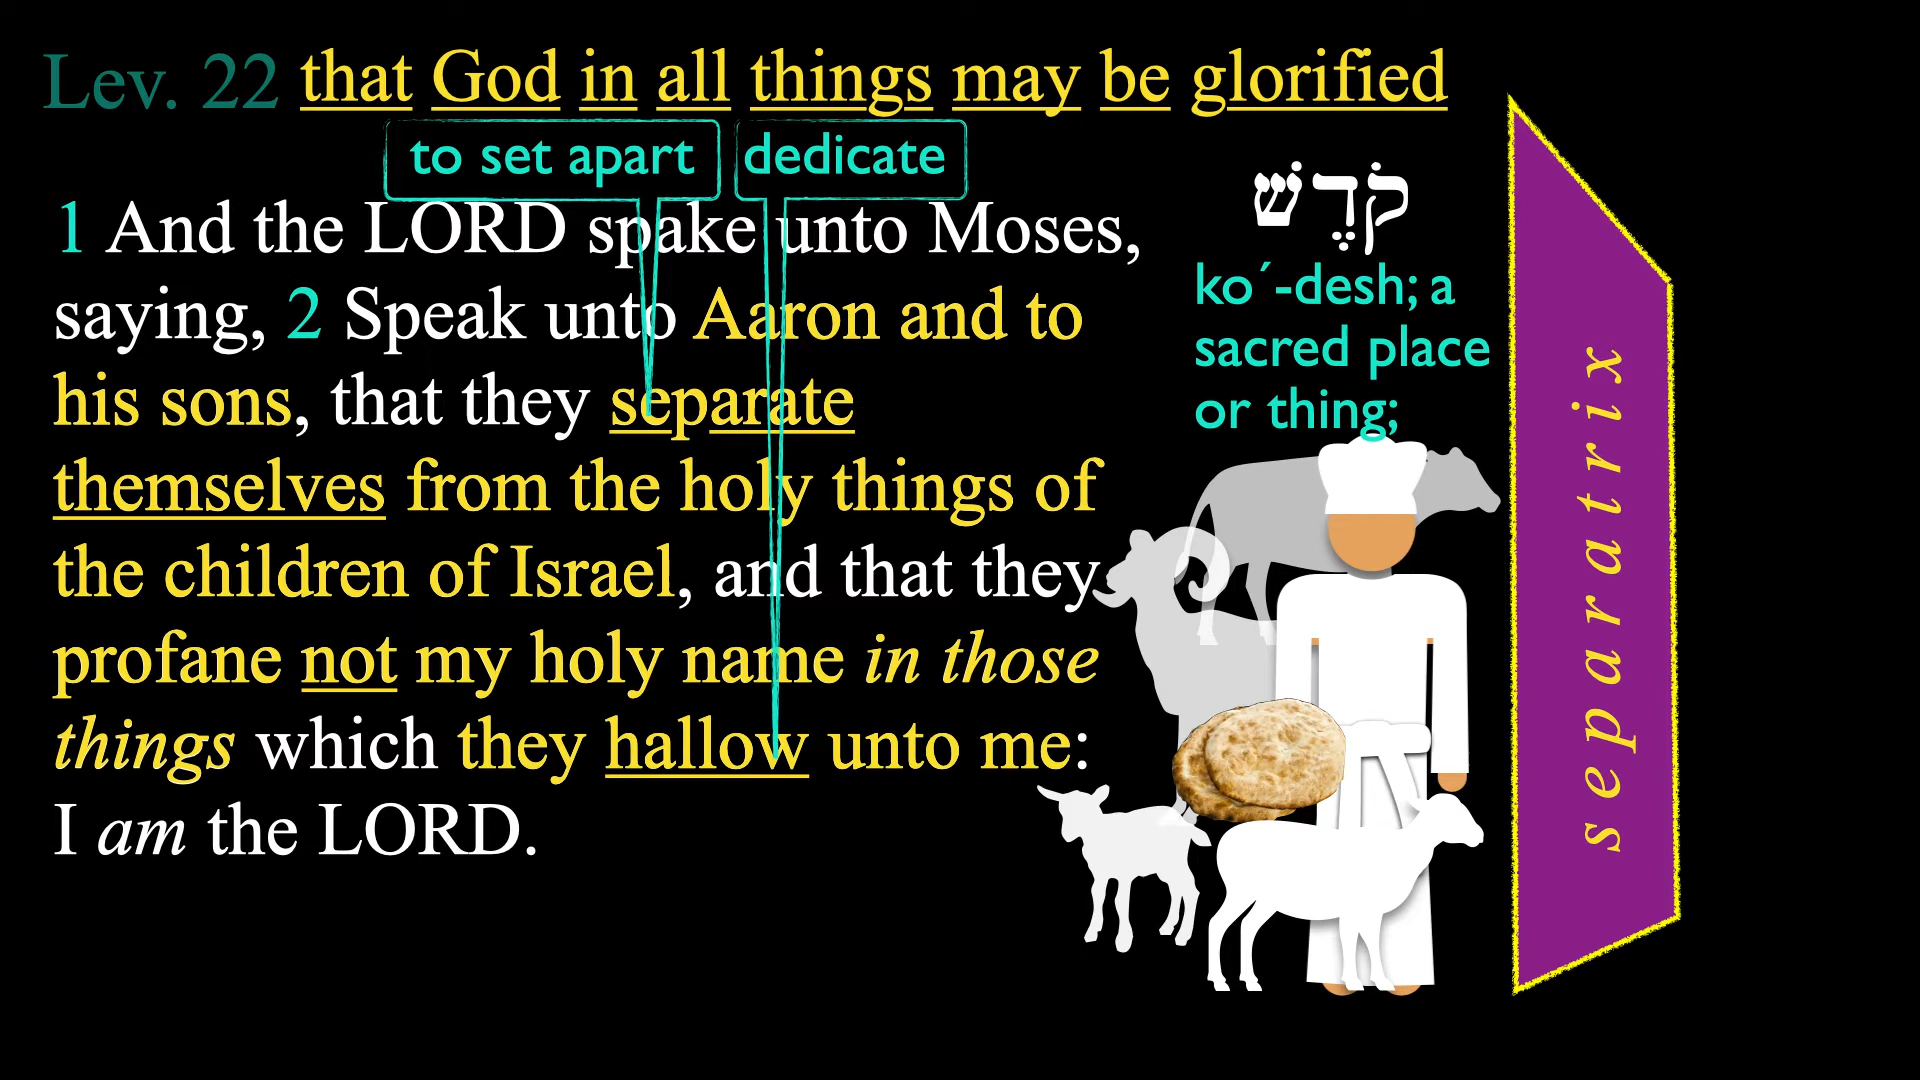 Lev. 22 that God in all things may be glorified
to set apart
dedicate
1 And the LORD spake unto Moses,
saying, 2 Speak unto Aaron and to
his sons, that they separate
themselves from the holy things of
the children of Israel, and that they
profane not my holy name in those
things which they hallow unto me:
I am the LORD.
קֹדֶשׁ
ko´-desh; a
sacred place
or thing;
separatrix